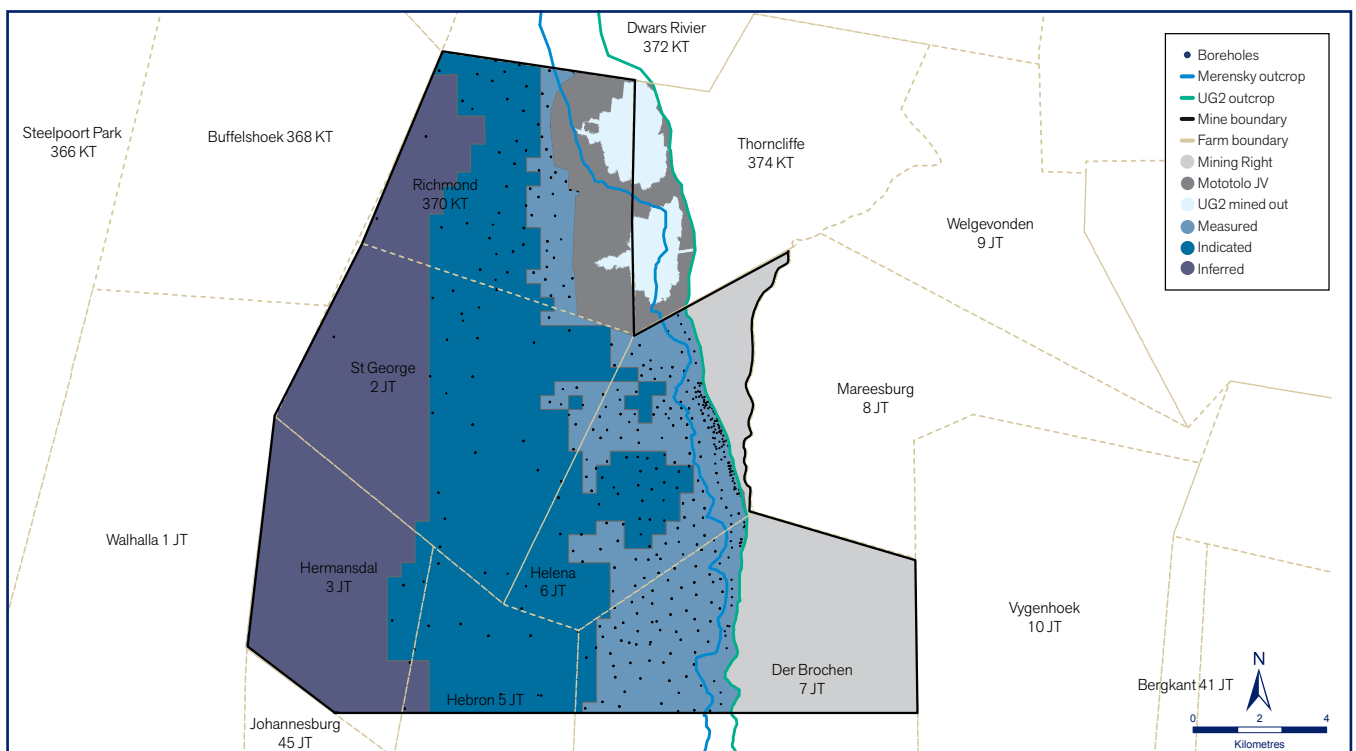 Dwars Rivier
372 KT
Boreholes
Merensky outcrop
UG2 outcrop
Mine boundary
Farm boundary
Mining Right
Mototolo JV
UG2 mined out
Measured
Indicated
Inferred
Steelpoort Park
366 KT
Buffelshoek 368 KT
Thorncliffe
374 KT
Richmond
370 KT
Welgevonden
9 JT
St George
2 JT
Mareesburg
8 JT
Walhalla 1 JT
Hermansdal
3 JT
Helena
6 JT
Vygenhoek
10 JT
Der Brochen
7 JT
Hebron 5 JT
Bergkant 41 JT
Johannesburg
45 JT
N
0 2 4
Kilometres